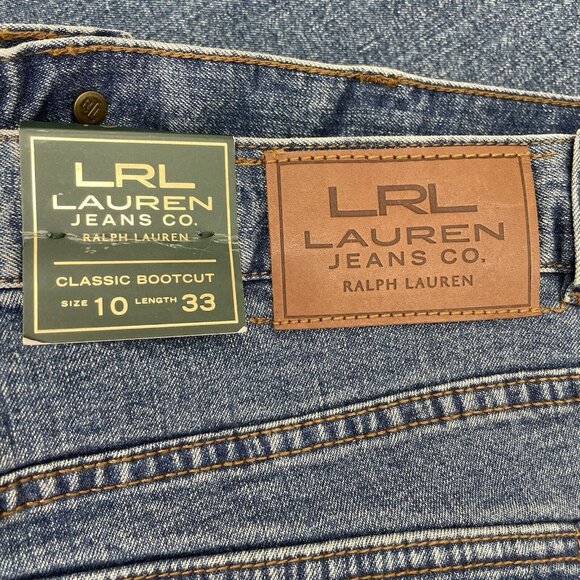 LRL
LAUREN
JEANS CO.
RALPH LAUREN
CLASSIC BOOTCUT
SIZE 10 LENGTH 33
LRL
LAUREN
JEANS CO.
RALPH LAUREN